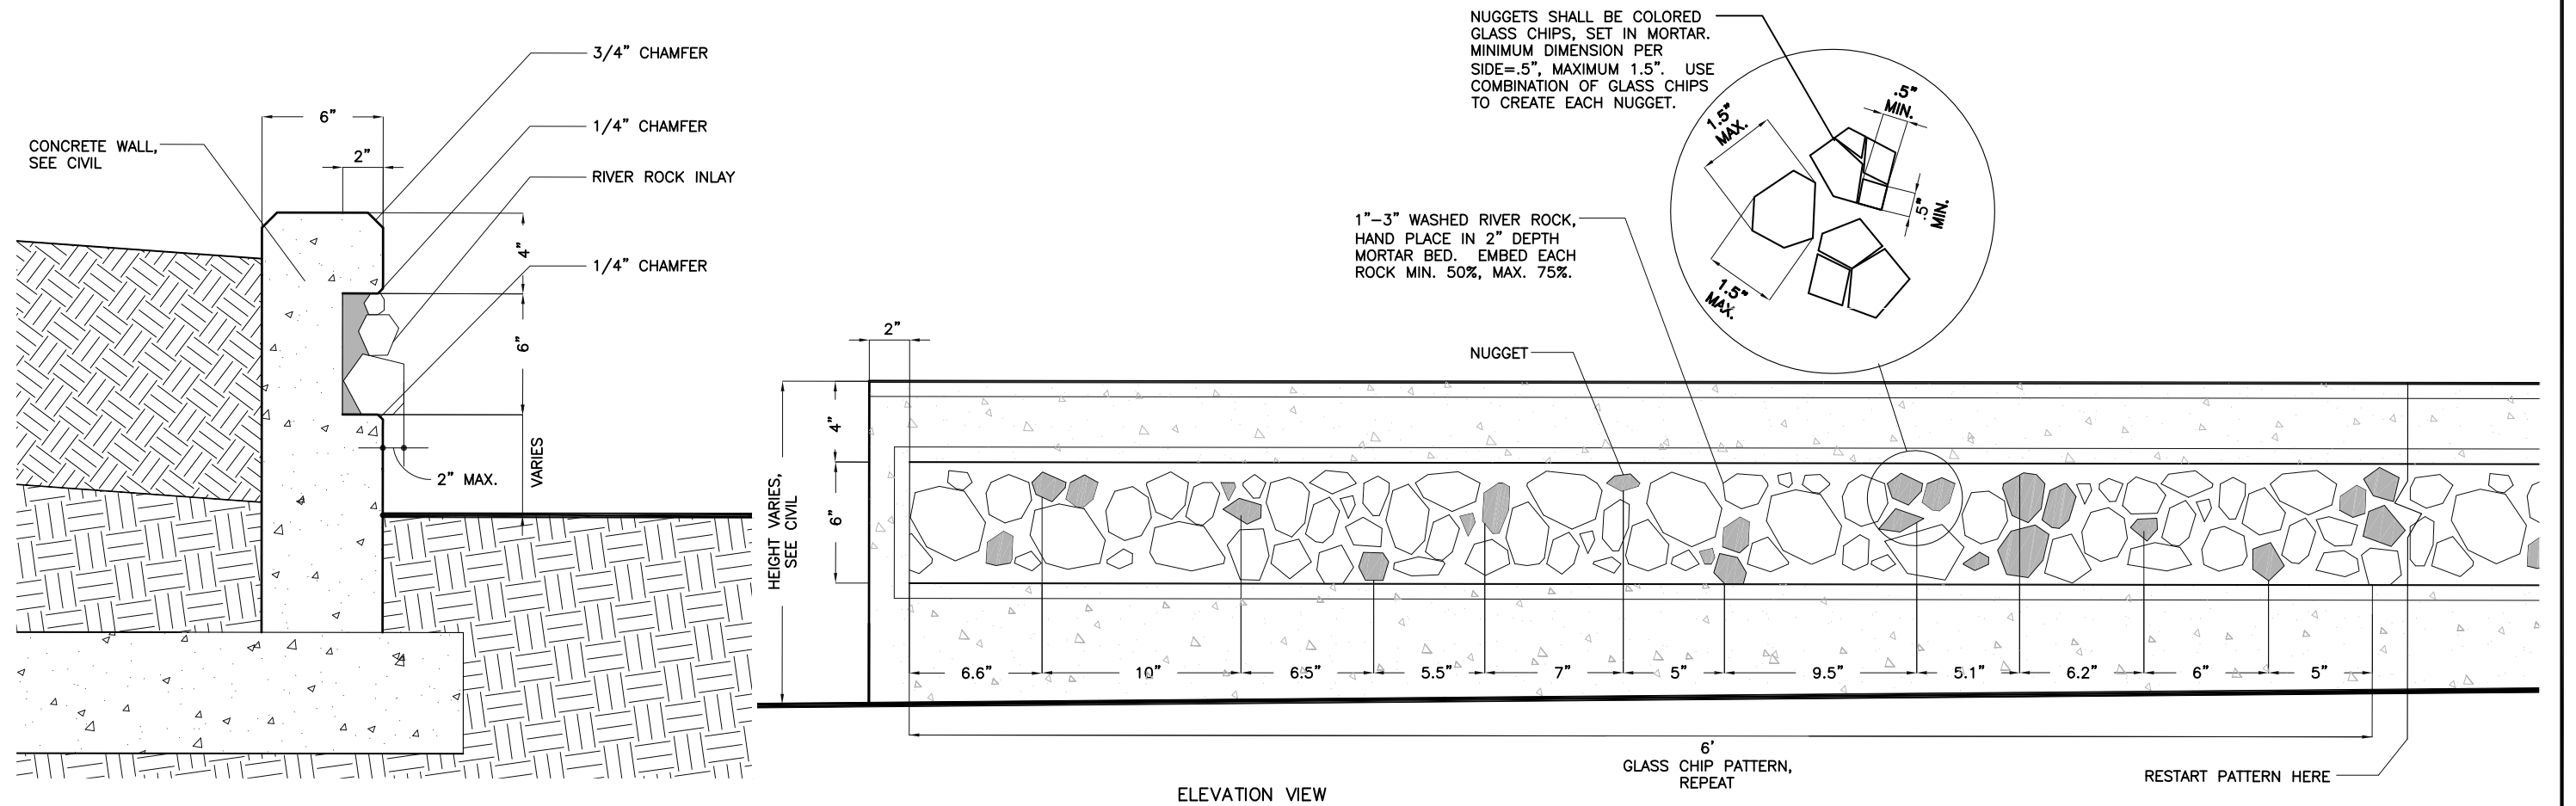 3/4" CHAMFER
6"
1/4" CHAMFER
CONCRETE WALL,
SEE CIVIL
2"
RIVER ROCK INLAY
4"
1/4" CHAMFER
6"
VARIES
2" MAX.
NUGGETS SHALL BE COLORED
GLASS CHIPS, SET IN MORTAR.
MINIMUM DIMENSION PER
SIDE=.5", MAXIMUM 1.5". USE
COMBINATION OF GLASS CHIPS
TO CREATE EACH NUGGET.
.5"
MIN.
1.5"
MAX.
.5"
MIN.
1.5"
MAX.
1"-3" WASHED RIVER ROCK,
HAND PLACE IN 2" DEPTH
MORTAR BED. EMBED EACH
ROCK MIN. 50%, MAX. 75%.
2"
NUGGET
4"
6"
HEIGHT VARIES,
SEE CIVIL
6.6" 10" 6.5" 5.5" 7" 5" 9.5" 5.1" 6.2" 6" 5"
6'
GLASS CHIP PATTERN,
REPEAT
RESTART PATTERN HERE
ELEVATION VIEW